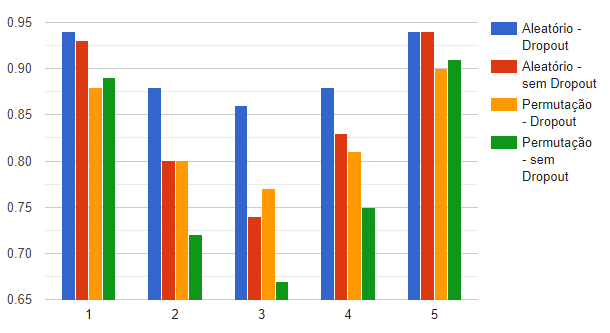 0.95
0.90
0.85
0.80
0.75
0.70
0.65
1 2 3 4 5
Aleatório -
Dropout
Aleatório -
sem Dropout
Permutação
- Dropout
Permutação
- sem
Dropout